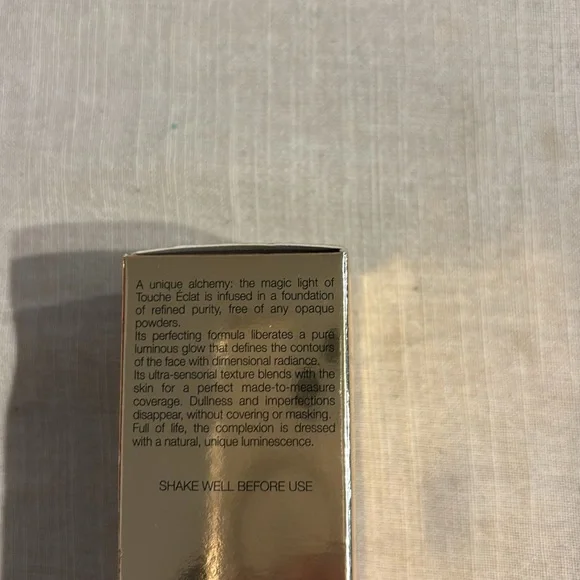 A unique alchemy: the magic light of
Touche Eclat is infused in a foundation
of refined purity, free of any opaque
powders.
Its perfecting formula liberates a pure
luminous glow that defines the contours
of the face with dimensional radiance.
Its ultra-sensorial texture blends with the
skin for a perfect made-to-measure
coverage. Dullness and imperfections
disappear, without covering or masking.
Full of life, the complexion is dressed
with a natural, unique luminescence.
SHAKE WELL BEFORE USE